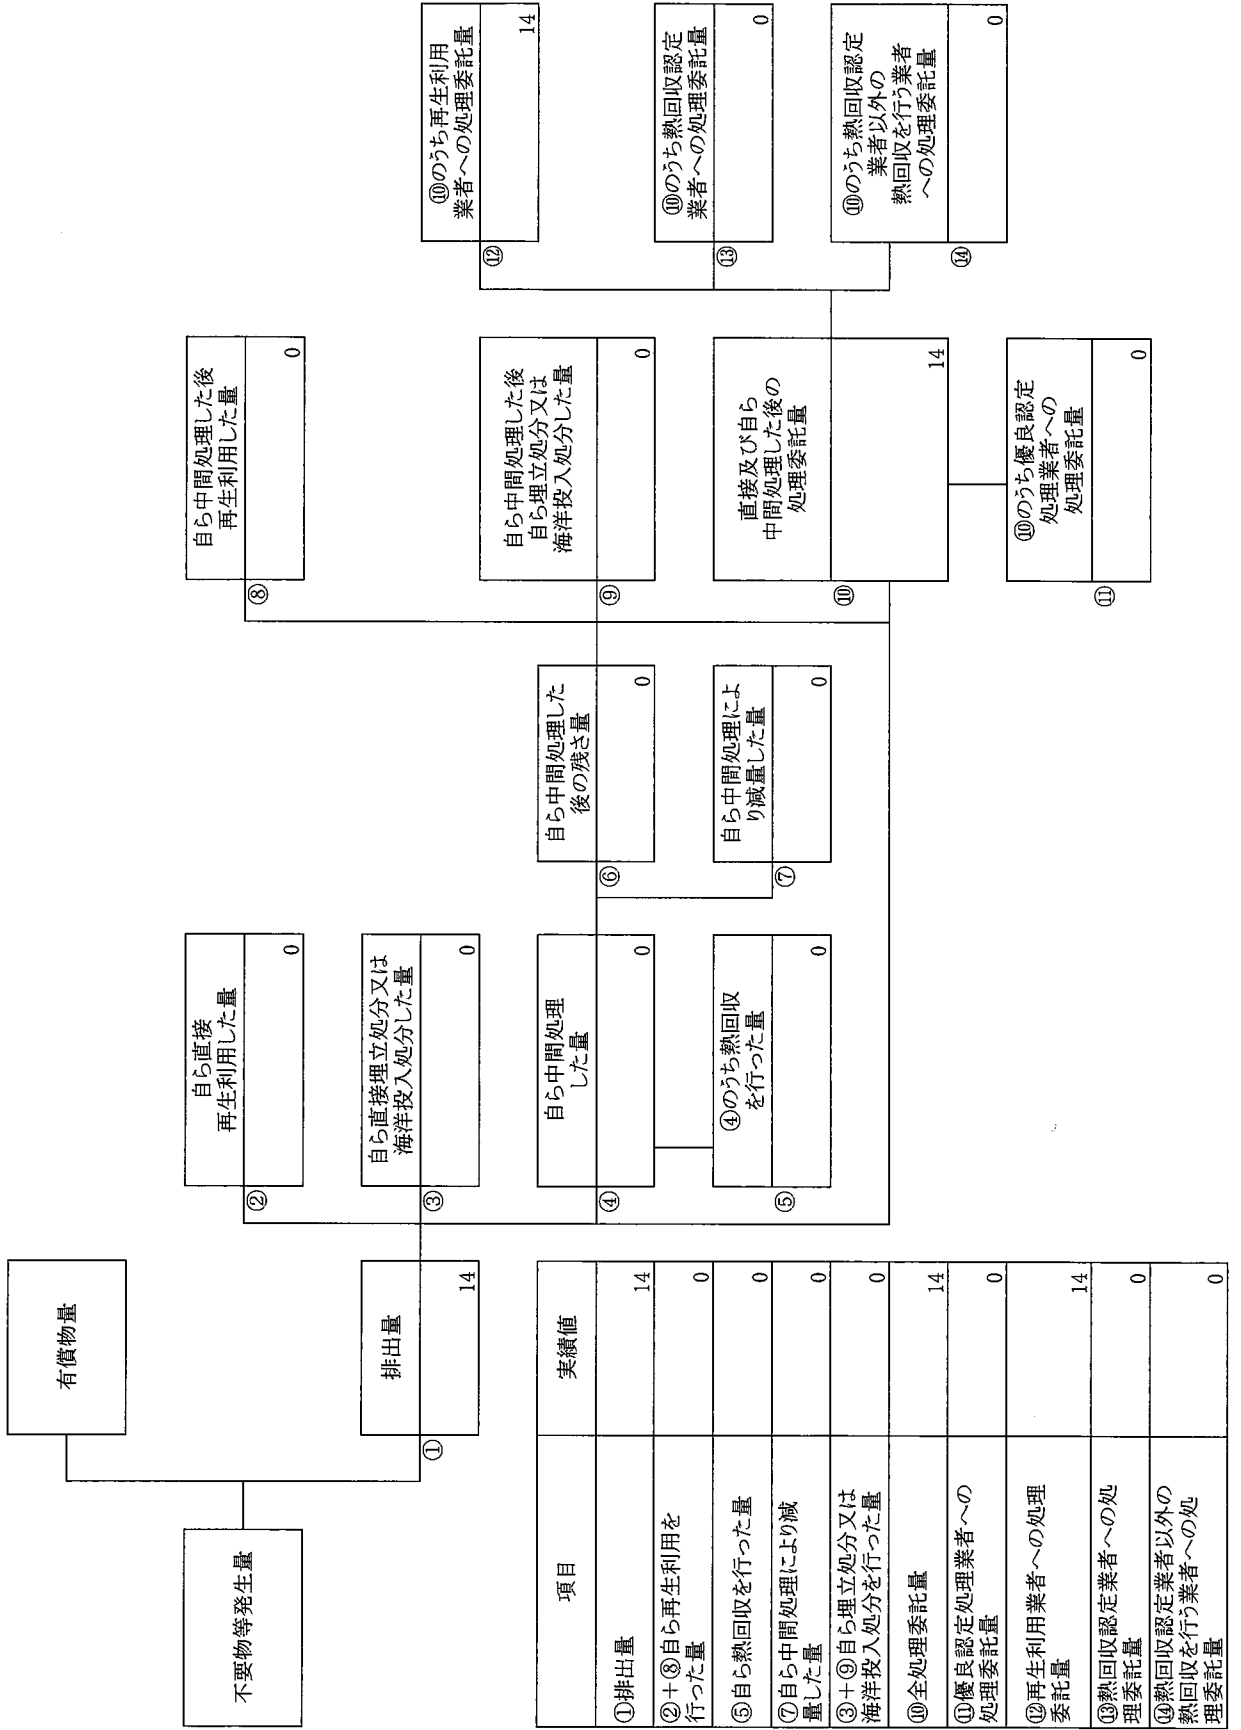 有償物量
不要物等発生量
①
排出量
14
②
自ら直接
再生利用した量
0
③
自ら直接埋立処分又は
海洋投入処分した量
0
④
自ら中間処理
した量
0
⑤
④のうち熱回収
を行った量
0
⑥
自ら中間処理した
後の残さ量
0
⑦
自ら中間処理によ
り減量した量
0
⑧
自ら中間処理した後
再生利用した量
0
⑨
自ら中間処理した後
自ら埋立処分又は
海洋投入処分した量
0
⑩
直接及び自ら
中間処理した後の
処理委託量
14
⑪
⑩のうち優良認定
処理業者への
処理委託量
0
⑫
⑩のうち再生利用
業者への処理委託量
14
⑬
⑩のうち熱回収認定
業者への処理委託量
0
⑭
⑩のうち熱回収認定
業者以外の
熱回収を行う業者
への処理委託量
0
項目 実績値
①排出量 14
②+⑧自ら再生利用を
行った量 0
⑤自ら熱回収を行った量 0
⑦自ら中間処理により減
量した量 0
③+⑨自ら埋立処分又は
海洋投入処分を行った量 0
⑩全処理委託量 14
⑪優良認定処理業者への
処理委託量 0
⑫再生利用業者への処理
委託量 14
⑬熱回収認定業者への処
理委託量 0
⑭熱回収認定業者以外の
熱回収を行う業者への処
理委託量 0